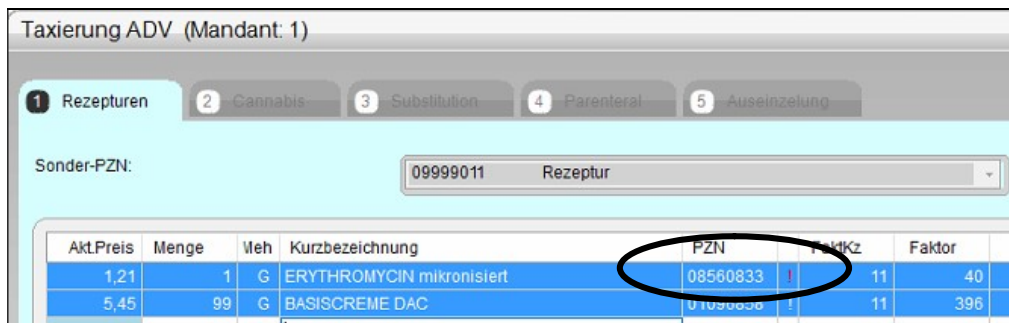 Taxierung ADV (Mandant: 1)
1 Rezepturen 2 Cannabis 3 Substitution 4 Parenteral 5 Auseinzelung
Sonder-PZN: 09999011 Rezeptur
Akt.Preis Menge Meh Kurzbezeichnung PZN FaktKz Faktor
1,21 1 G ERYTHROMYCIN mikronisiert 08560833 ! 11 40
5,45 99 G BASISCREME DAC 01096858 ! 11 396